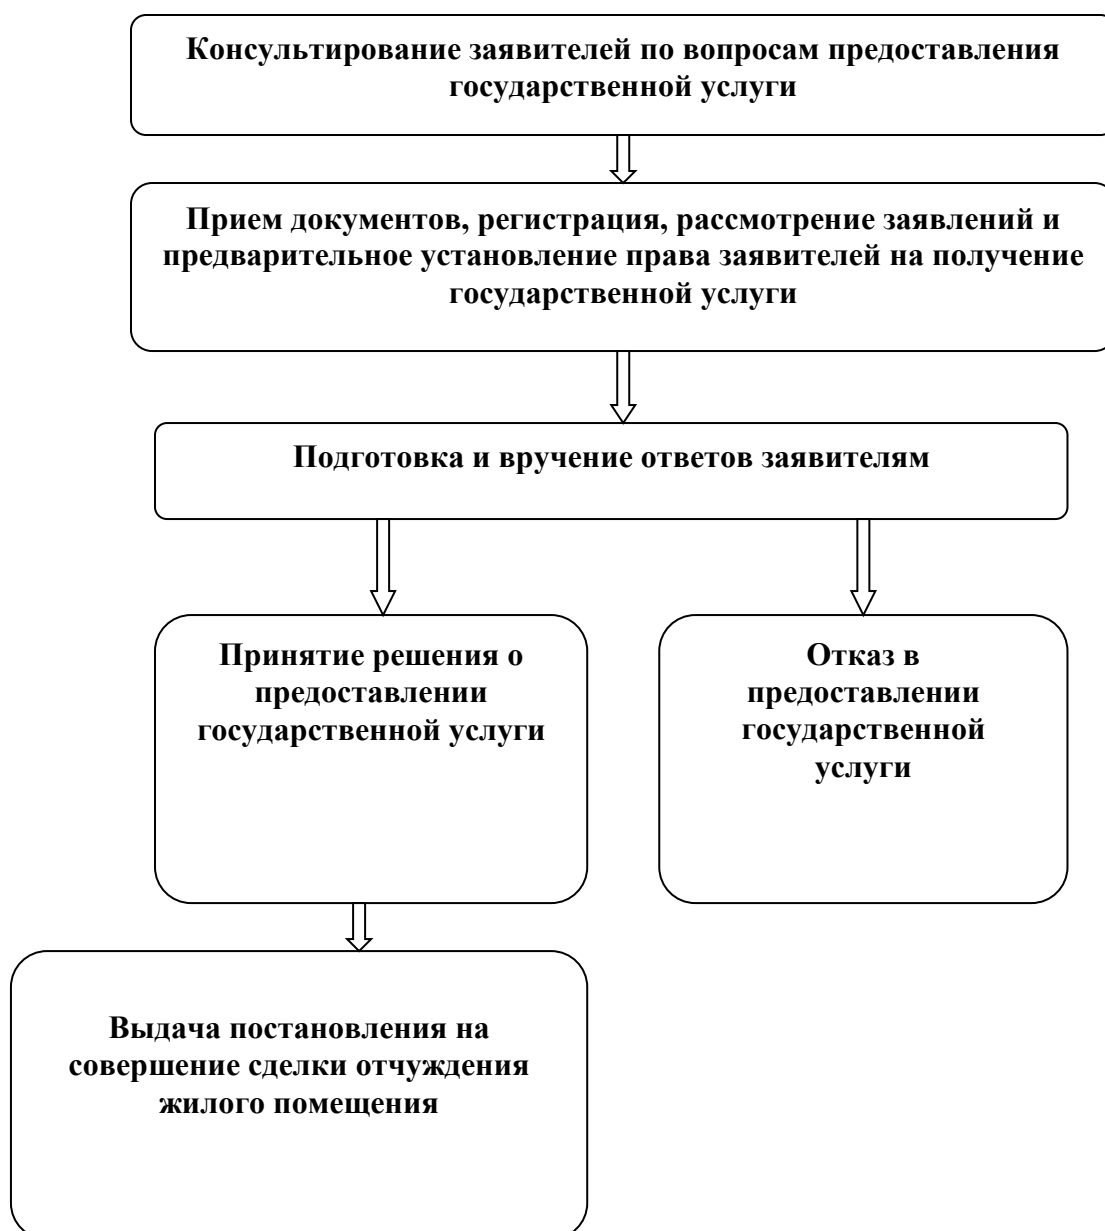 Консультирование заявителей по вопросам предоставления
государственной услуги
Прием документов, регистрация, рассмотрение заявлений и
предварительное установление права заявителей на получение
государственной услуги
Подготовка и вручение ответов заявителям
Принятие решения о
предоставлении
государственной услуги
Отказ в
предоставлении
государственной
услуги
Выдача постановления на
совершение сделки отчуждения
жилого помещения